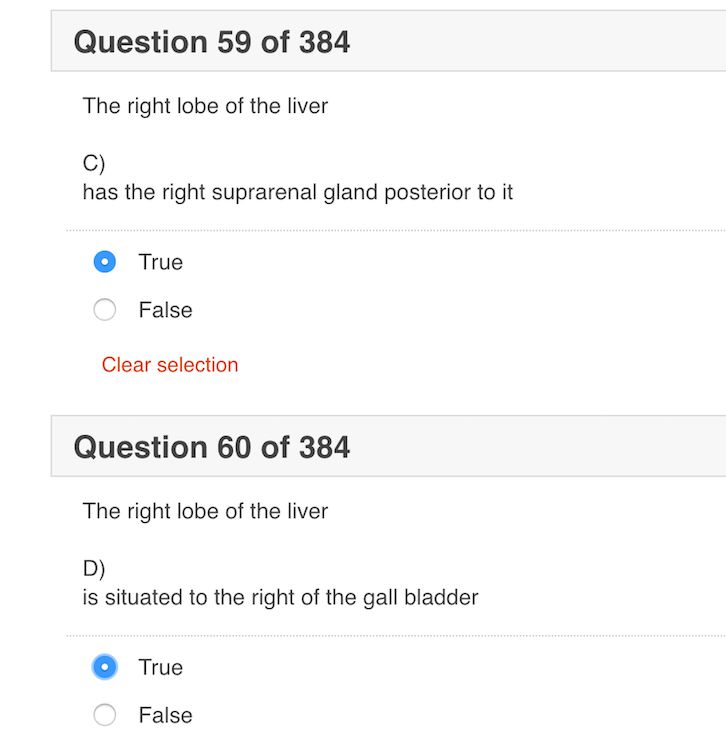 Question 59 of 384
The right lobe of the liver
C)
has the right suprarenal gland posterior to it
True
False
Clear selection
Question 60 of 384
The right lobe of the liver
D)
is situated to the right of the gall bladder
True
False